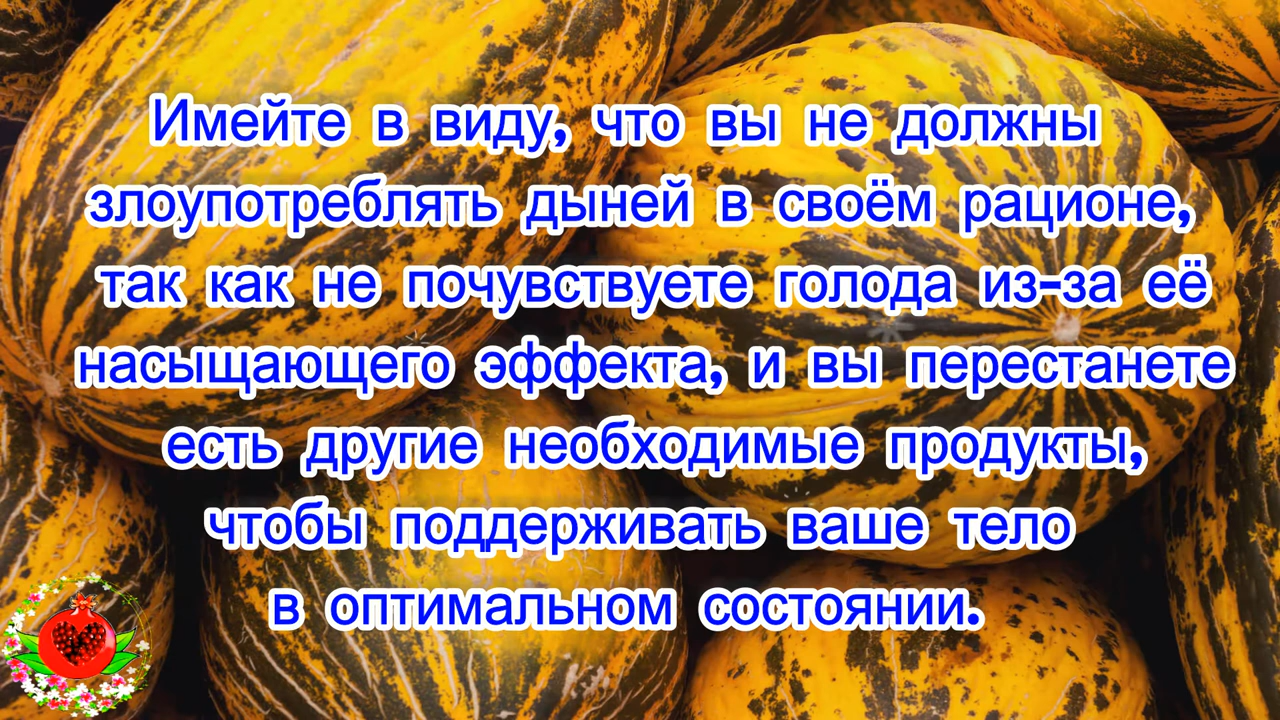 Имейте в виду, что вы не должны
злоупотреблять дыней в своём рационе,
так как не почувствуете голода из-за её
насыщающего эффекта, и вы перестанете
есть другие необходимые продукты,
чтобы поддерживать ваше тело
в оптимальном состоянии.